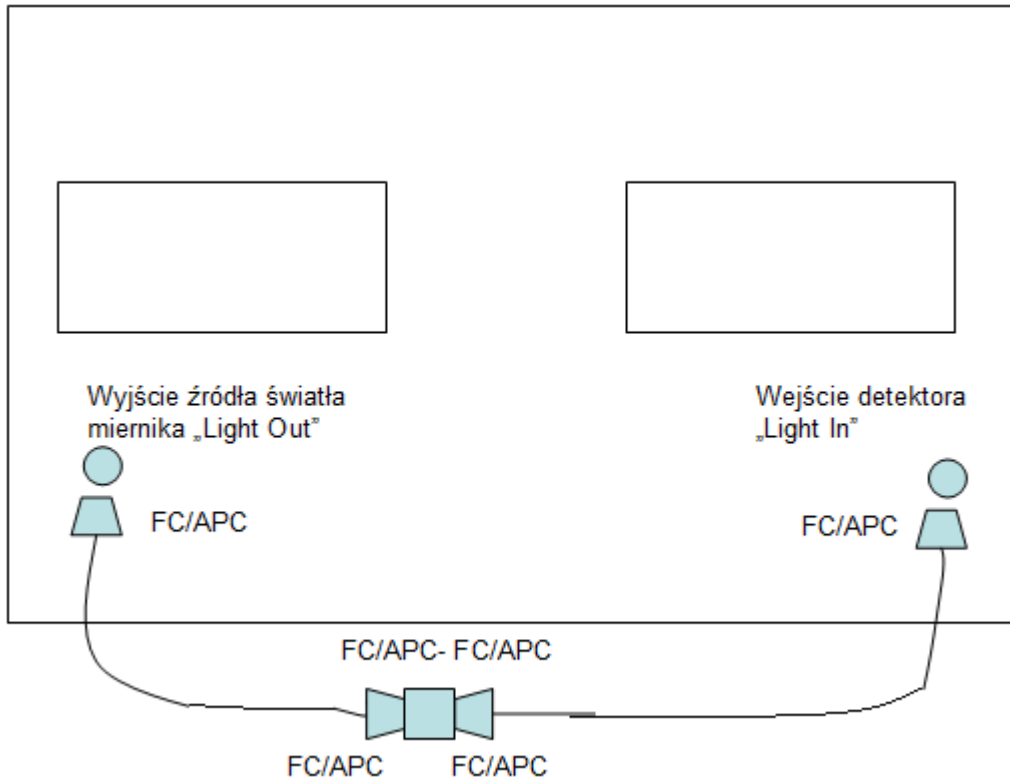 Wyjście źródła światła
miernika „Light Out”
Wejście detektora
„Light In”
FC/APC
FC/APC
FC/APC- FC/APC
FC/APC
FC/APC